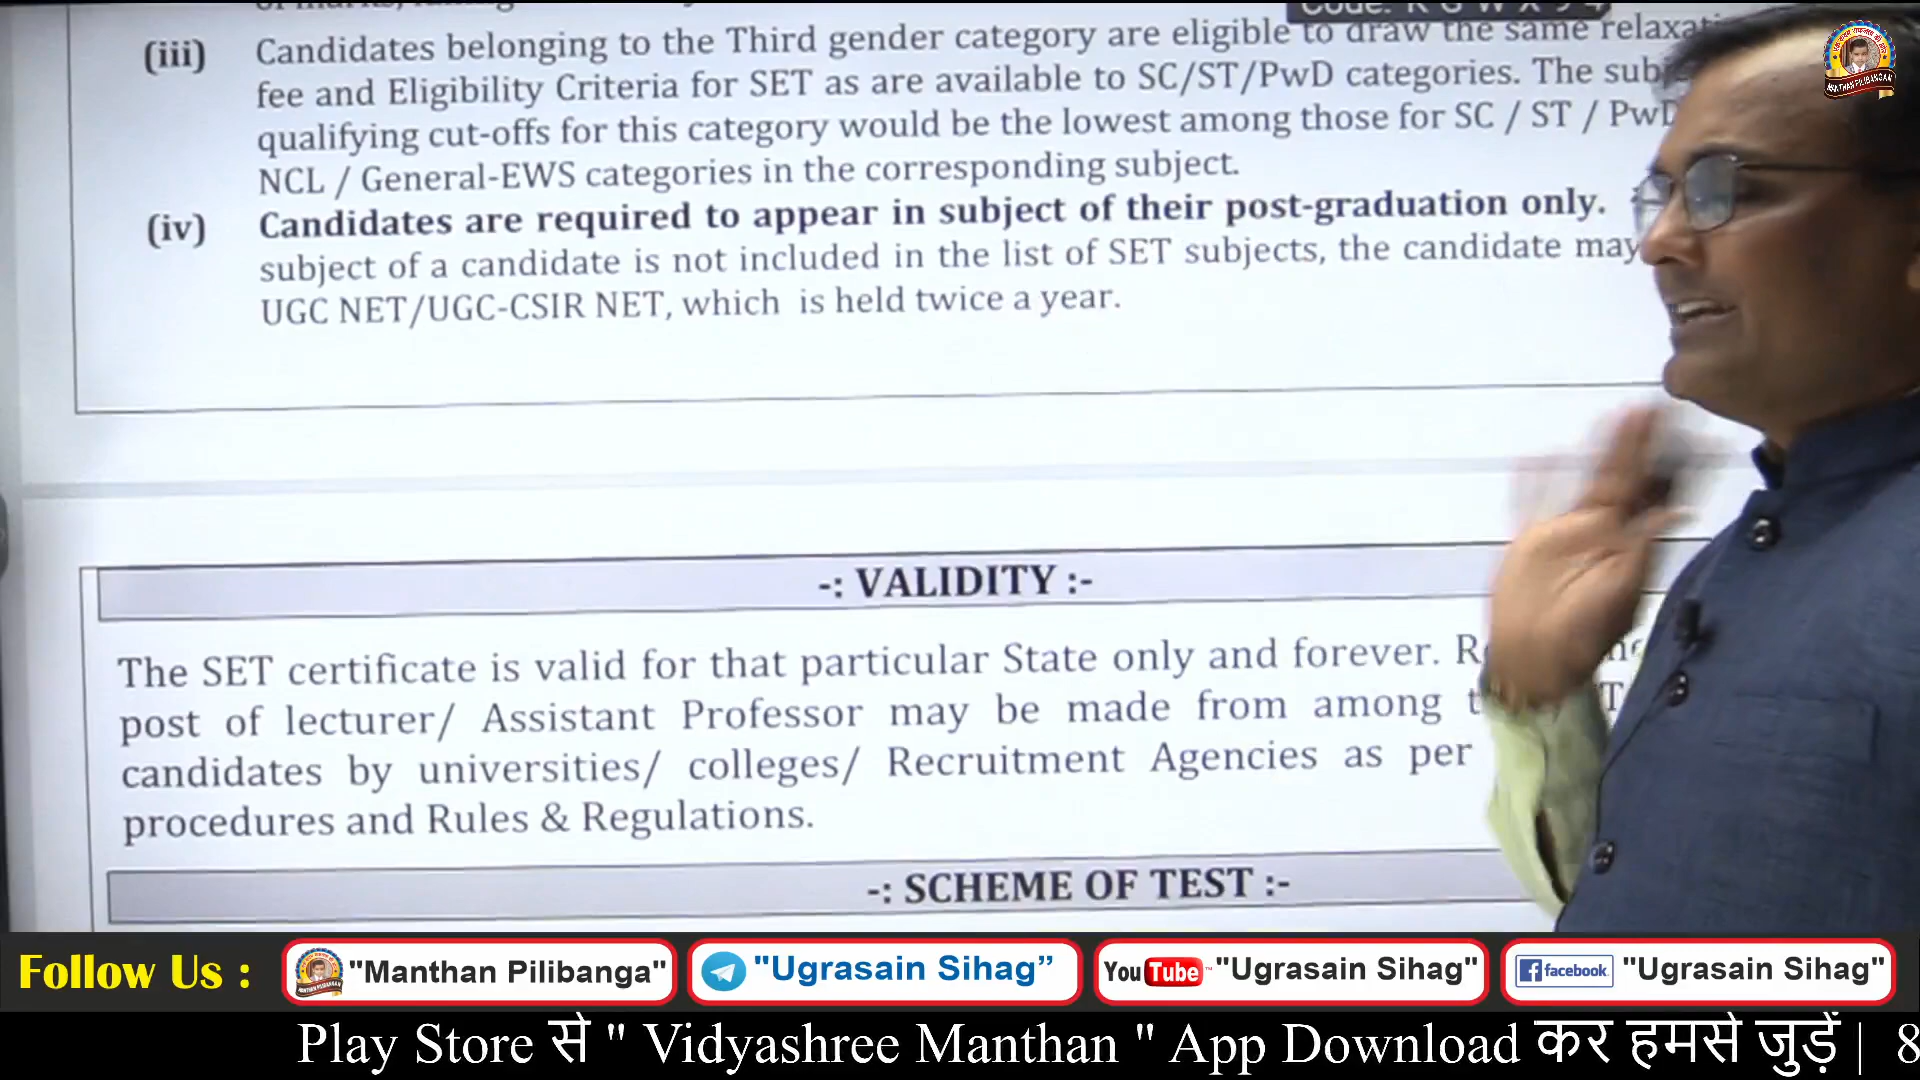 Code: R G W X 9 4
(iii) Candidates belonging to the Third gender category are eligible to draw the same
fee and Eligibility Criteria for SET as are available to SC/ST/PwD categories. The
qualifying cut-offs for this category would be the lowest among those for SC / ST / PwD
NCL / General-EWS categories in the corresponding subject.
(iv) Candidates are required to appear in subject of their post-graduation only.
subject of a candidate is not included in the list of SET subjects, the candidate may
UGC NET/UGC-CSIR NET, which is held twice a year.
-: VALIDITY :-
The SET certificate is valid for that particular State only and forever.
post of lecturer/ Assistant Professor may be made from among
candidates by universities/ colleges/ Recruitment Agencies as per
procedures and Rules & Regulations.
-: SCHEME OF TEST :-
MANTHAN PILIBANGAN
Follow Us : "Manthan Pilibanga" "Ugrasain Sihag” YouTube "Ugrasain Sihag" facebook "Ugrasain Sihag"
Play Store से " Vidyashree Manthan " App Download कर हमसे जुड़ें | 8